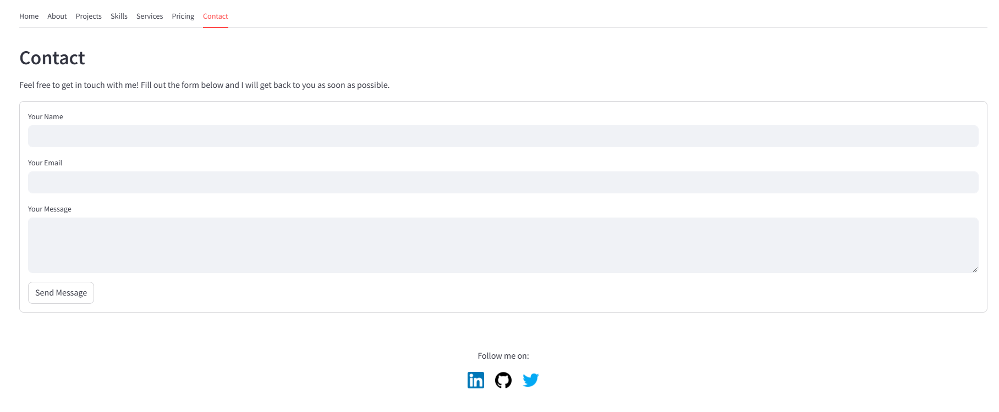 Home About Projects Skills Services Pricing Contact
Contact
Feel free to get in touch with me! Fill out the form below and I will get back to you as soon as possible.
Your Name
Your Email
Your Message
Send Message
Follow me on:
in